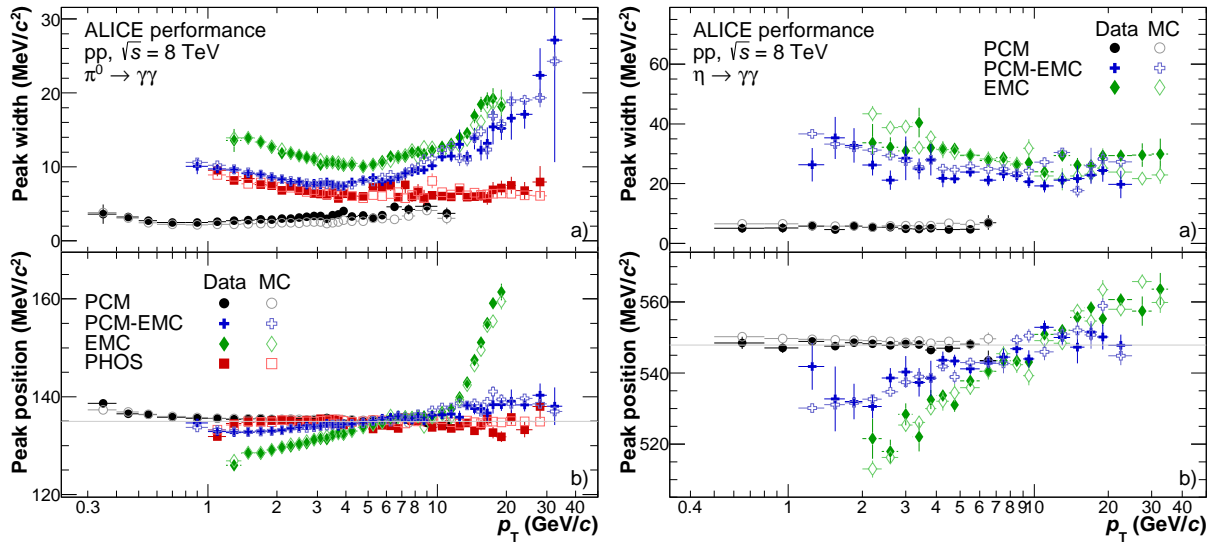 ALICE performance
pp, √s = 8 TeV
π⁰ → γγ
Peak width (MeV/c²)
30
20
10
0
a)
Peak position (MeV/c²)
160
140
120
Data MC
PCM
PCM-EMC
EMC
PHOS
b)
0.3 1 2 3 4 5 6 7 8 10 20 30
p_T (GeV/c)
ALICE performance
pp, √s = 8 TeV
η → γγ
Data MC
PCM
PCM-EMC
EMC
Peak width (MeV/c²)
60
40
20
0
a)
Peak position (MeV/c²)
560
540
520
b)
0.4 1 2 3 4 5 6 7 8 10 20 30 40
p_T (GeV/c)